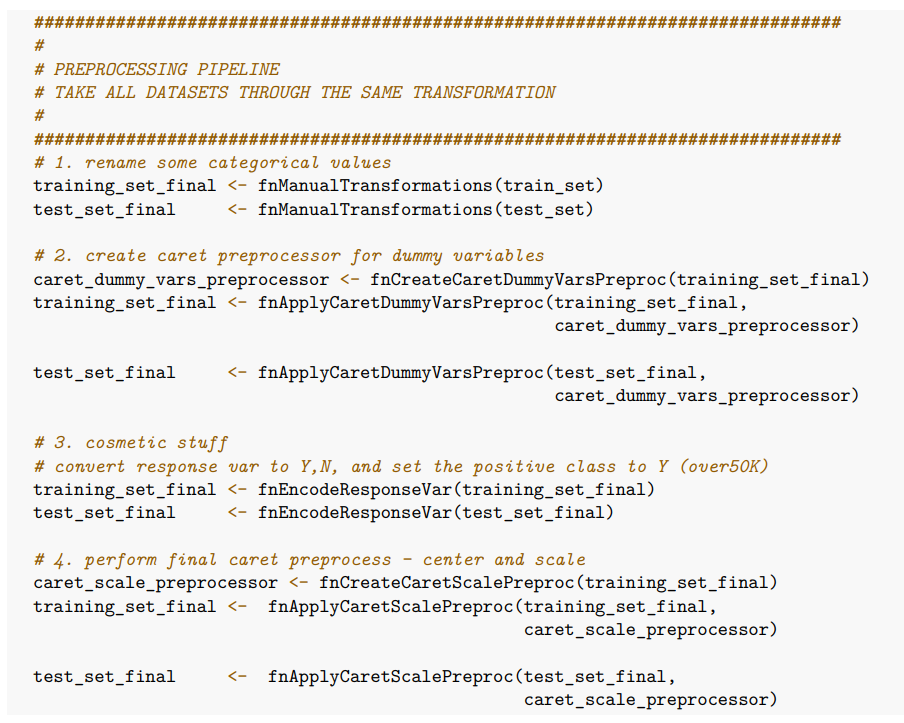 ###############################################################################
#
# PREPROCESSING PIPELINE
# TAKE ALL DATASETS THROUGH THE SAME TRANSFORMATION
#
###############################################################################
# 1. rename some categorical values
training_set_final <- fnManualTransformations(train_set)
test_set_final     <- fnManualTransformations(test_set)

# 2. create caret preprocessor for dummy variables
caret_dummy_vars_preprocessor <- fnCreateCaretDummyVarsPreproc(training_set_final)
training_set_final <- fnApplyCaretDummyVarsPreproc(training_set_final,
                                                   caret_dummy_vars_preprocessor)

test_set_final     <- fnApplyCaretDummyVarsPreproc(test_set_final,
                                                   caret_dummy_vars_preprocessor)

# 3. cosmetic stuff
# convert response var to Y,N, and set the positive class to Y (over50K)
training_set_final <- fnEncodeResponseVar(training_set_final)
test_set_final     <- fnEncodeResponseVar(test_set_final)

# 4. perform final caret preprocess - center and scale
caret_scale_preprocessor <- fnCreateCaretScalePreproc(training_set_final)
training_set_final <-  fnApplyCaretScalePreproc(training_set_final,
                                                caret_scale_preprocessor)

test_set_final     <-  fnApplyCaretScalePreproc(test_set_final,
                                                caret_scale_preprocessor)